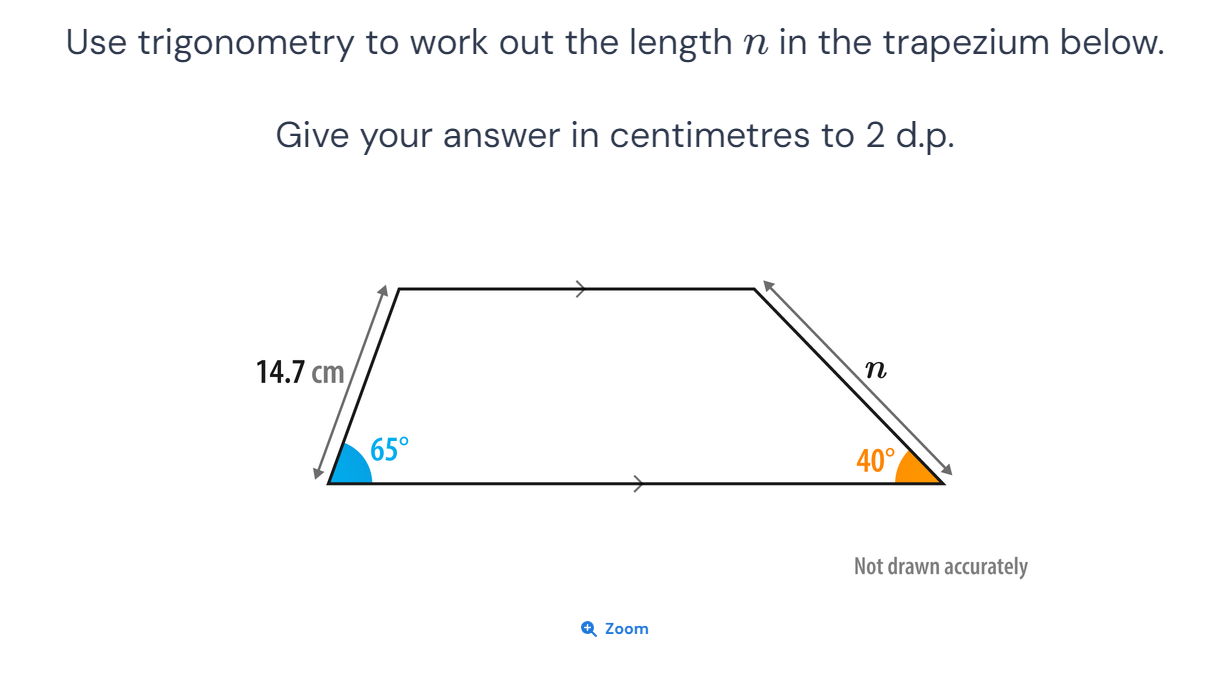 Use trigonometry to work out the length n in the trapezium below.
Give your answer in centimetres to 2 d.p.
14.7 cm
n
65°
40°
Not drawn accurately
Zoom